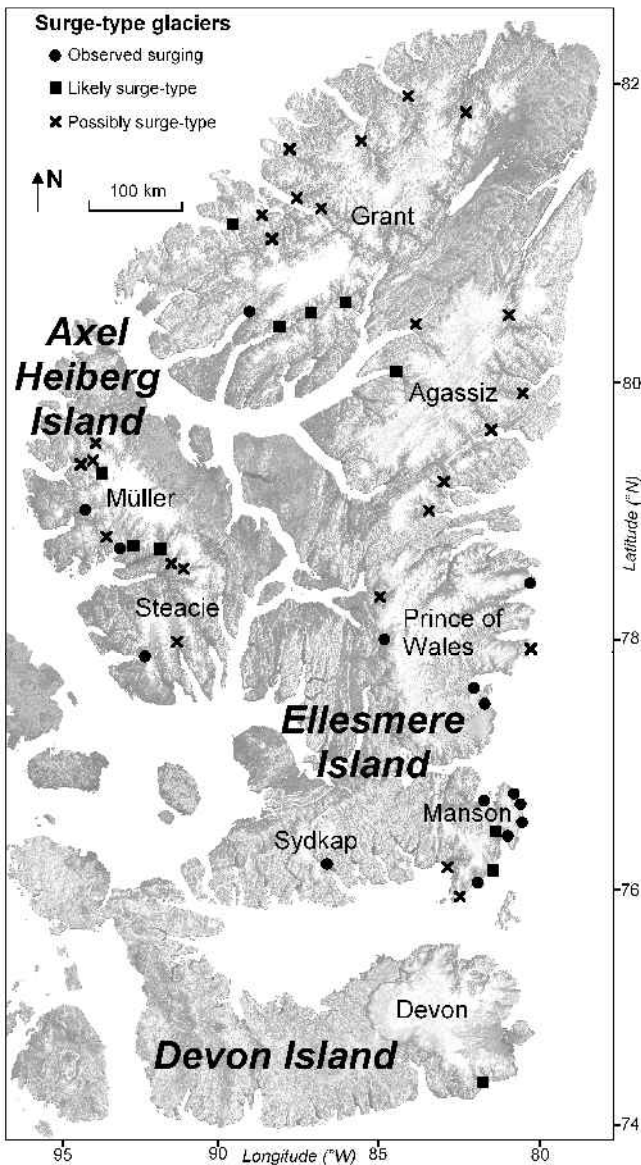 Surge-type glaciers
Observed surging
Likely surge-type
Possibly surge-type
N
100 km
82
Grant
Axel
Heiberg
Island
80
Agassiz
Müller
Latitude (°N)
Steacie
Prince of
Wales
78
Ellesmere
Island
Manson
Sydkap
76
Devon
Devon Island
74
95
90
85
80
Longitude (°W)